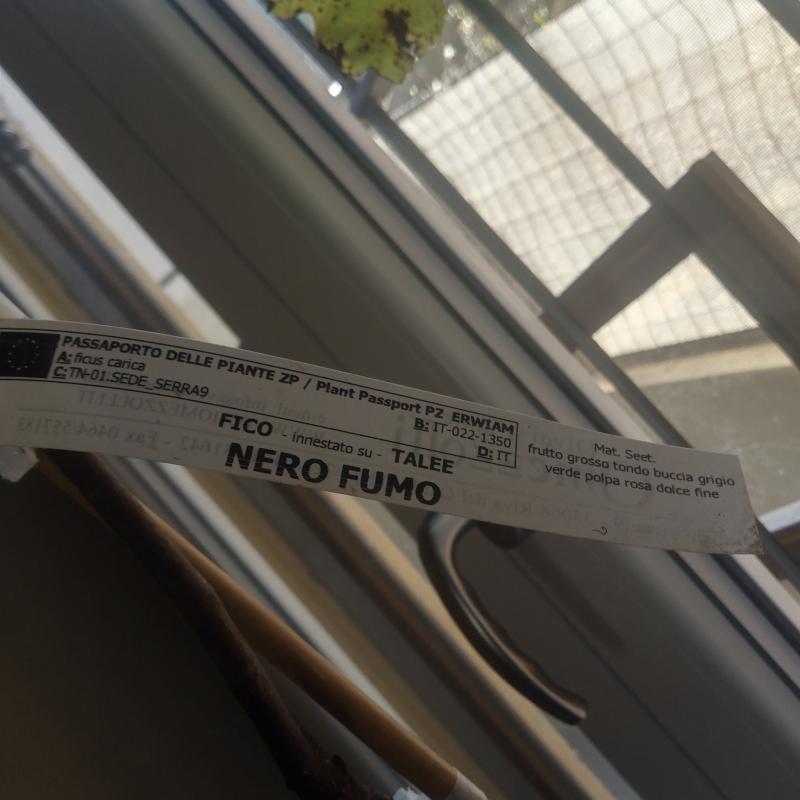 PASSAPORTO DELLE PIANTE ZP / Plant Passport PZ ERWIAM
A: ficus carica
B: IT-022-1350
C: TN-01.SEDE_SERRA9
D: IT
FICO - innestato su - TALEE
NERO FUMO
Mat. Seet.
frutto grosso tondo buccia grigio
verde polpa rosa dolce fine